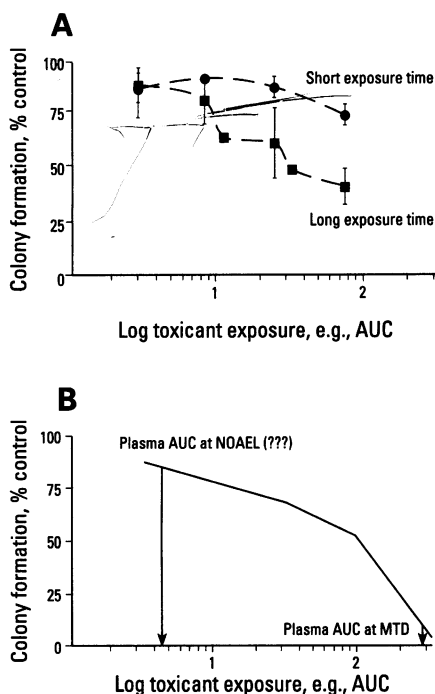 A
Colony formation, % control
100
75
50
25
0
Short exposure time
Long exposure time
1
2
Log toxicant exposure, e.g., AUC
B
Colony formation, % control
100
75
50
25
0
Plasma AUC at NOAEL (???)
Plasma AUC at MTD
1
2
Log toxicant exposure, e.g., AUC